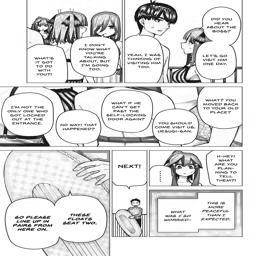 DID YOU
HEAR ABOUT
THE
BOSS?
LET'S GO
VISIT HIM
ONE DAY.
YEAH, I WAS
THINKING OF
VISITING HIM
TOO.
I DON'T
KNOW WHAT
YOU'RE
TALKING
ABOUT, BUT
I'M GOING
TOO.
WHAT'S
IT GOT
TO DO
WITH
YOU?!
WHAT? YOU
MOVED BACK
TO YOUR OLD
PLACE?
YOU SHOULD
COME VISIT US,
UESUGI-SAN.
WHAT IF HE
CAN'T GET
PAST THE
SELF-LOCKING
DOOR AGAIN?
NO WAY! THAT
HAPPENED?
I'M NOT THE
ONLY ONE WHO
GOT LOCKED
OUT AT THE
ENTRANCE.
H-HEY!
WHAT
ARE YOU
PLAN-
NING TO
TELL
THEM?!
...
NEXT!
THIS IS
MORE
PEACEFUL
THAN I
EXPECTED.
WHAT
WAS I SO
WORRIED
THESE
FLOATS
SEAT TWO.
SO PLEASE
LINE UP IN
PAIRS FROM
HERE ON.